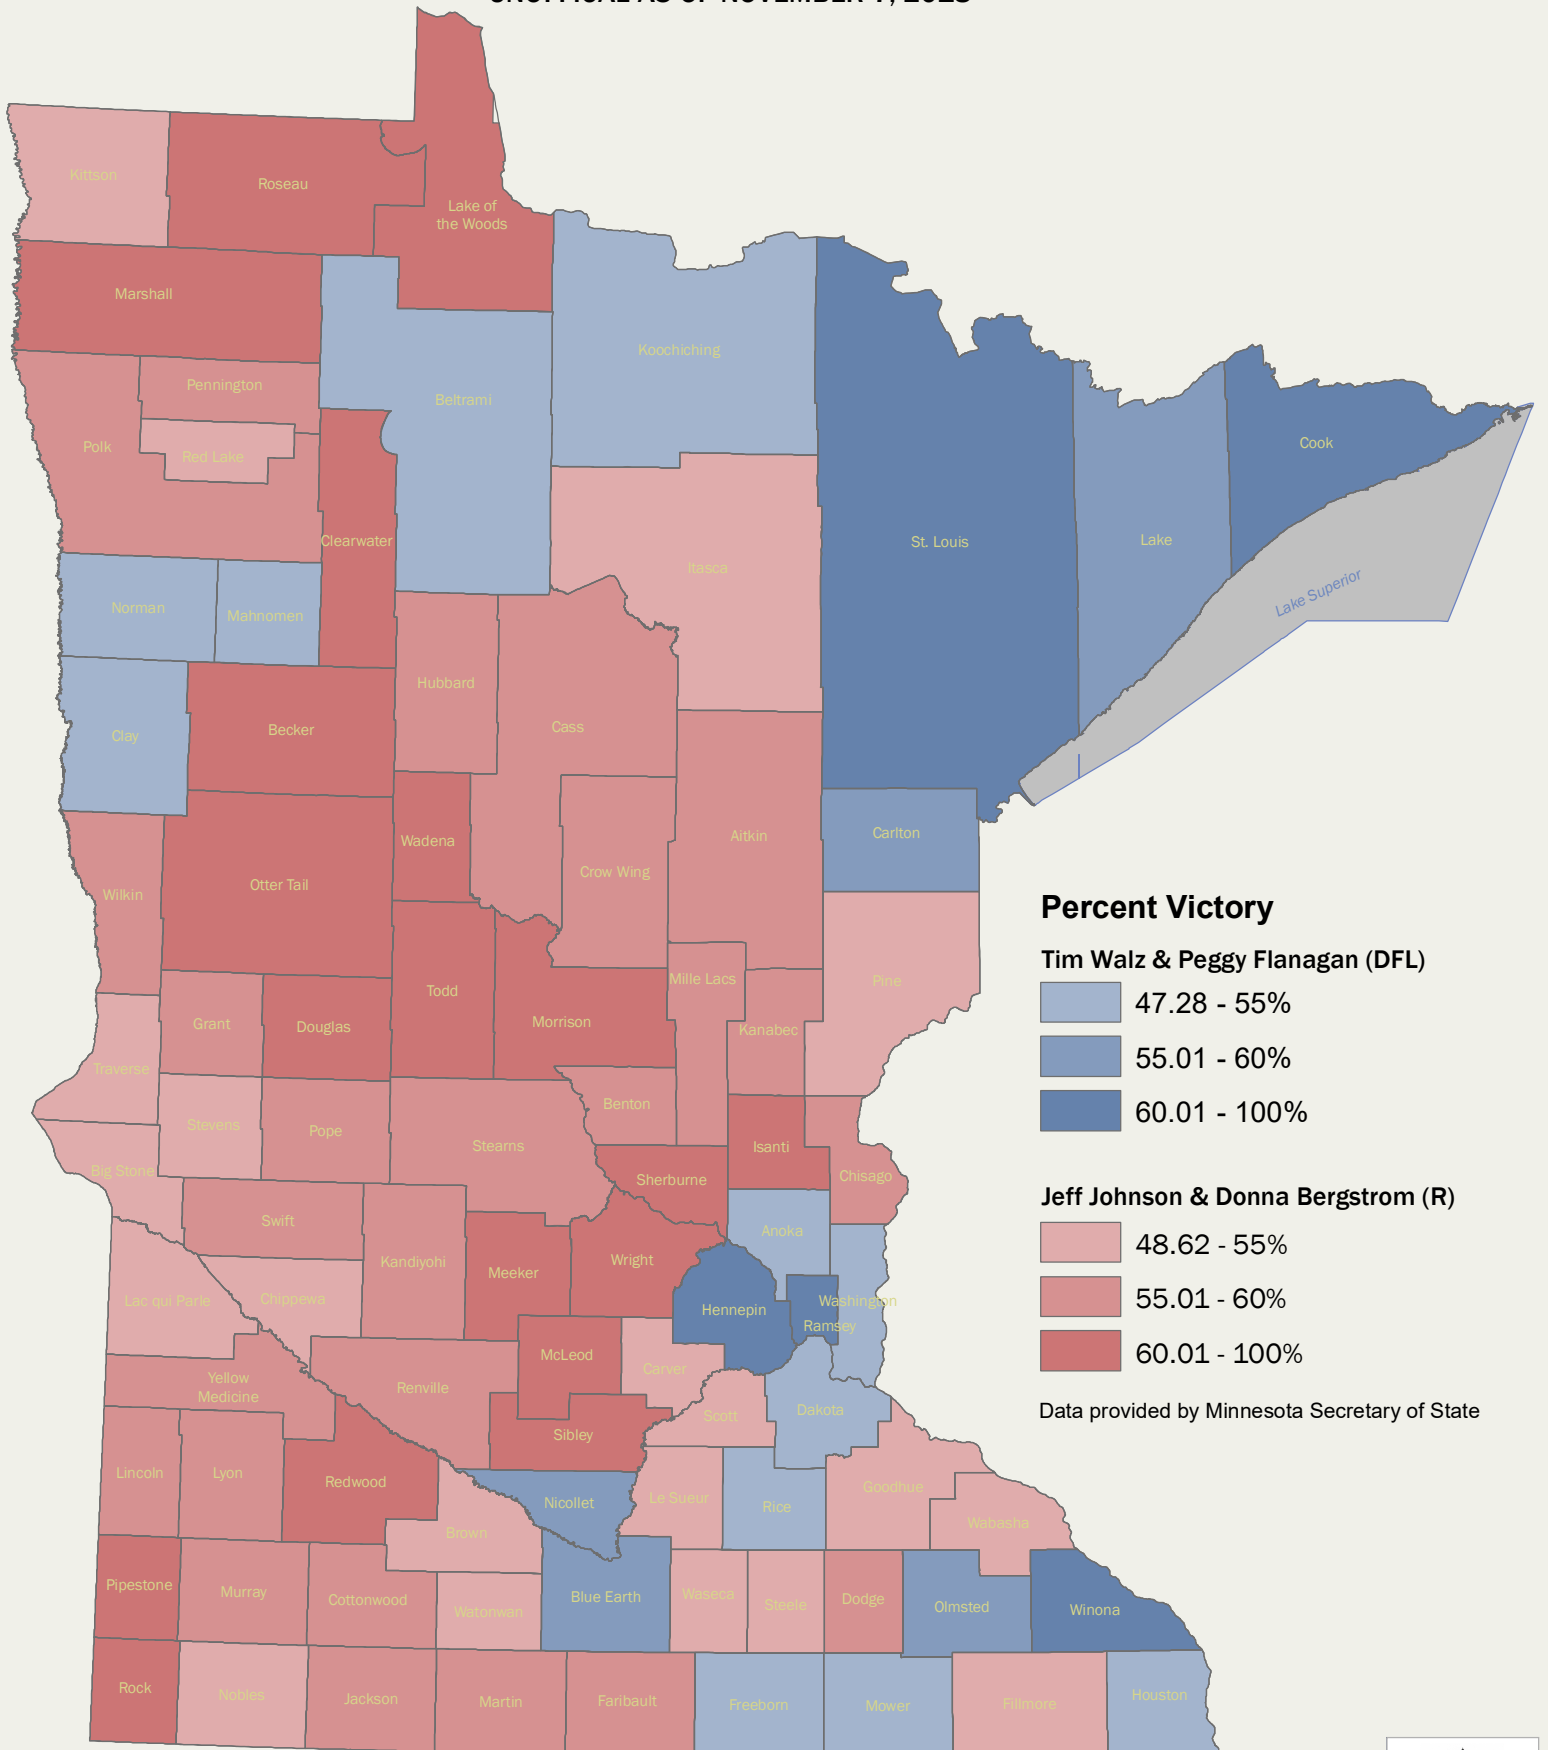 Kittson
Roseau
Lake of
the Woods
Marshall
Koochiching
Pennington
Beltrami
Polk
Red Lake
Cook
Clearwater
St. Louis
Lake
Itasca
Lake Superior
Norman
Mahnomen
Hubbard
Clay
Becker
Cass
Wadena
Aitkin
Carlton
Crow Wing
Otter Tail
Wilkin
Mille Lacs
Pine
Todd
Grant
Douglas
Morrison
Kanabec
Traverse
Benton
Stevens
Pope
Stearns
Isanti
Big Stone
Sherburne
Chisago
Swift
Anoka
Kandiyohi
Wright
Meeker
Lac qui Parle
Chippewa
Hennepin
Washington
Ramsey
McLeod
Carver
Yellow
Medicine
Renville
Scott
Dakota
Sibley
Lincoln
Lyon
Redwood
Nicollet
Le Sueur
Rice
Goodhue
Brown
Wabasha
Pipestone
Murray
Cottonwood
Watonwan
Blue Earth
Waseca
Steele
Dodge
Olmsted
Winona
Rock
Nobles
Jackson
Martin
Faribault
Freeborn
Mower
Fillmore
Houston
Percent Victory
Tim Walz & Peggy Flanagan (DFL)
47.28 - 55%
55.01 - 60%
60.01 - 100%
Jeff Johnson & Donna Bergstrom (R)
48.62 - 55%
55.01 - 60%
60.01 - 100%
Data provided by Minnesota Secretary of State